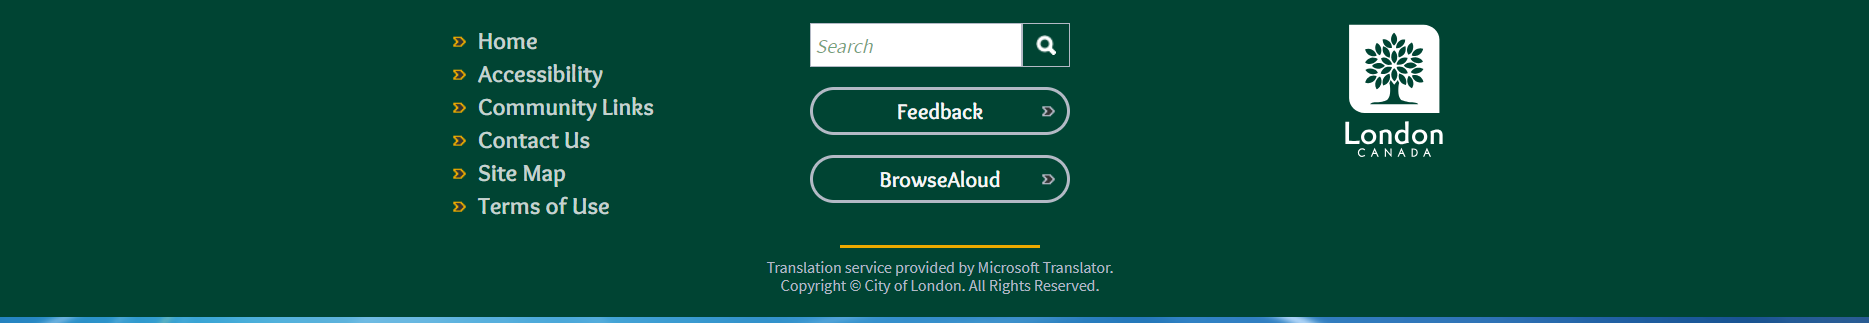 Home
Accessibility
Community Links
Contact Us
Site Map
Terms of Use
Search
Feedback
BrowseAloud
London
CANADA
Translation service provided by Microsoft Translator.
Copyright © City of London. All Rights Reserved.